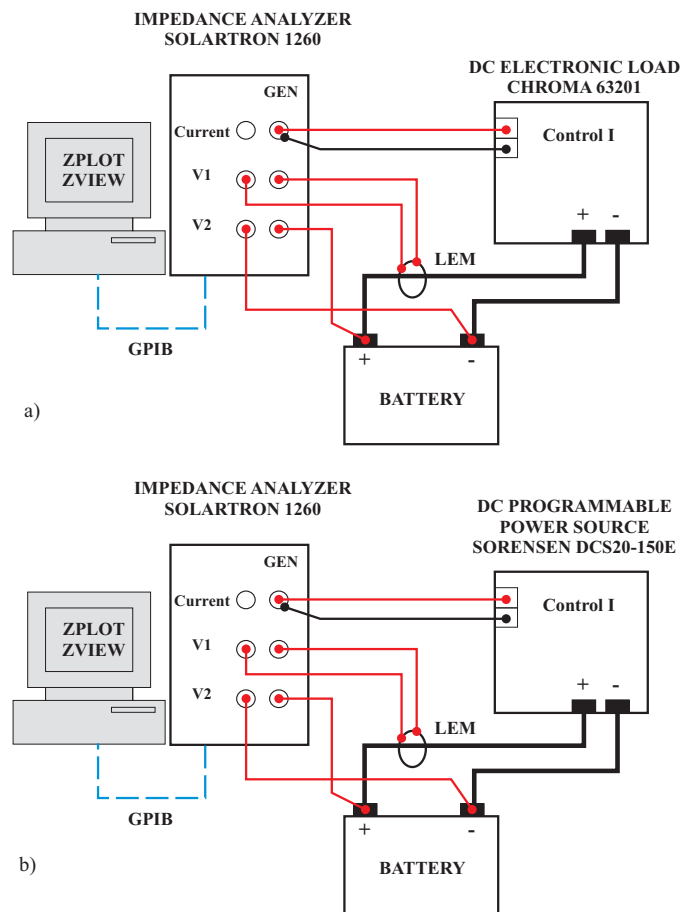 IMPEDANCE ANALYZER
SOLARTRON 1260
DC ELECTRONIC LOAD
CHROMA 63201
GEN
Current
Control I
ZPLOT
ZVIEW
V1
V2
+ -
LEM
GPIB
+ -
BATTERY
a)
IMPEDANCE ANALYZER
SOLARTRON 1260
DC PROGRAMMABLE
POWER SOURCE
SORENSEN DCS20-150E
GEN
Current
Control I
ZPLOT
ZVIEW
V1
V2
+ -
LEM
GPIB
+ -
BATTERY
b)